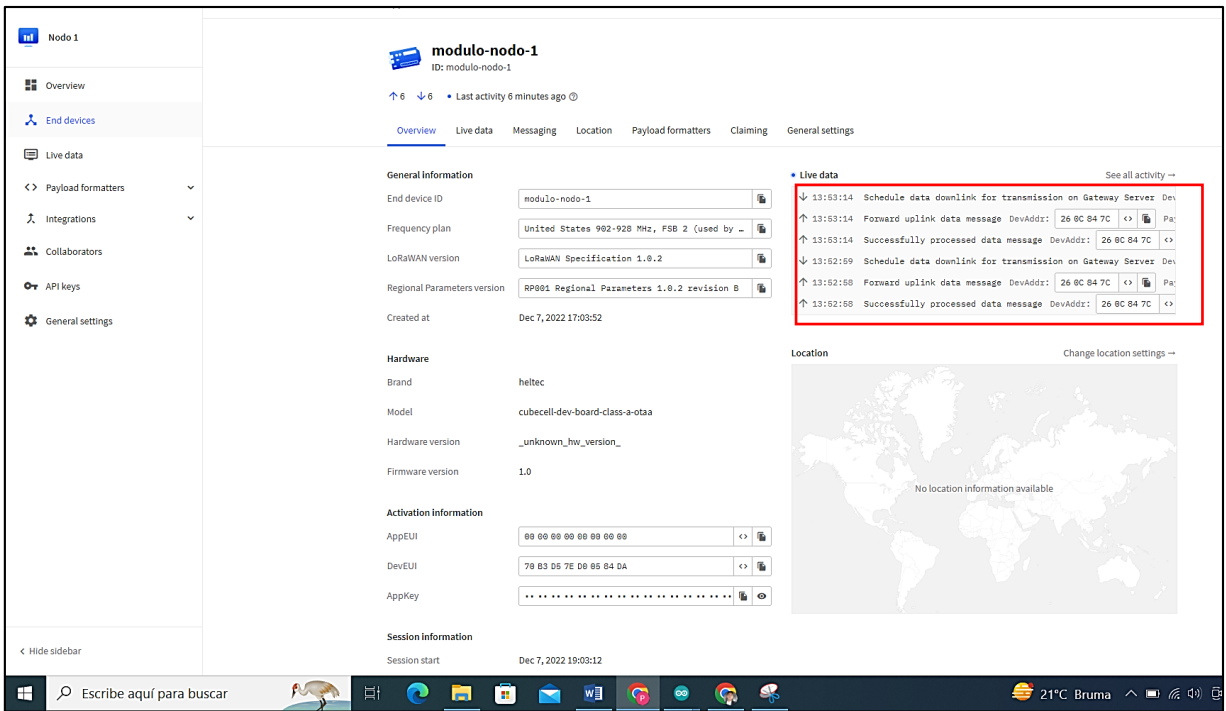 Nodo 1
Overview
End devices
Live data
Payload formatters
Integrations
Collaborators
API keys
General settings
Hide sidebar
modulo-nodo-1
ID: modulo-nodo-1
↑6 ↓6 • Last activity 6 minutes ago
Overview Live data Messaging Location Payload formatters Claiming General settings
General information
End device ID modulo-nodo-1
Frequency plan United States 902-928 MHz, FSB 2 (used by …
LoRaWAN version LoRaWAN Specification 1.0.2
Regional Parameters version RP001 Regional Parameters 1.0.2 revision B
Created at Dec 7, 2022 17:03:52
Hardware
Brand heltec
Model cubecell-dev-board-class-a-otaa
Hardware version _unknown_hw_version_
Firmware version 1.0
Activation information
AppEUI 00 00 00 00 00 00 00 00
DevEUI 70 B3 D5 7E D0 05 84 DA
AppKey
Session information
Session start Dec 7, 2022 19:03:12
• Live data See all activity →
↓ 13:53:14 Schedule data downlink for transmission on Gateway Server Dev
↑ 13:53:14 Forward uplink data message DevAddr: 26 0C 84 7C <> Pa
↑ 13:53:14 Successfully processed data message DevAddr: 26 0C 84 7C <>
↓ 13:52:59 Schedule data downlink for transmission on Gateway Server Dev
↑ 13:52:58 Forward uplink data message DevAddr: 26 0C 84 7C <> Pa
↑ 13:52:58 Successfully processed data message DevAddr: 26 0C 84 7C <>
Location Change location settings →
No location information available
Escribe aquí para buscar
21°C Bruma